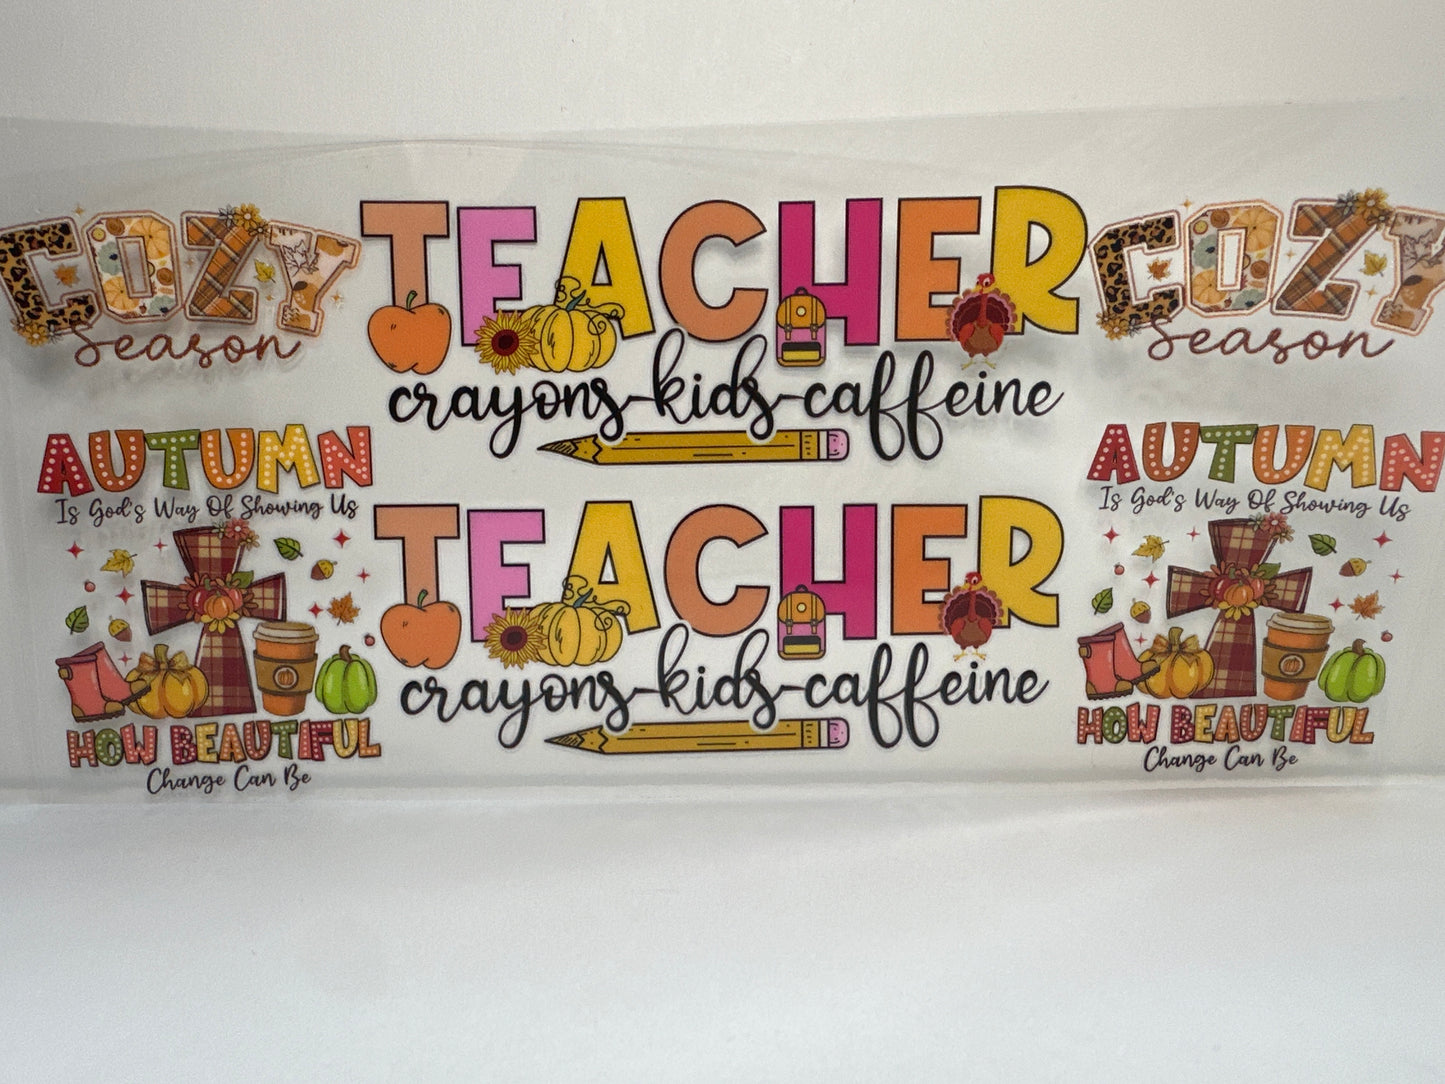 COZY
Season
TEACHER
crayons-kids-caffeine
COZY
Season
AUTUMN
Is God's Way Of Showing Us
HOW BEAUTIFUL
Change Can Be
TEACHER
crayons-kids-caffeine
AUTUMN
Is God's Way Of Showing Us
HOW BEAUTIFUL
Change Can Be